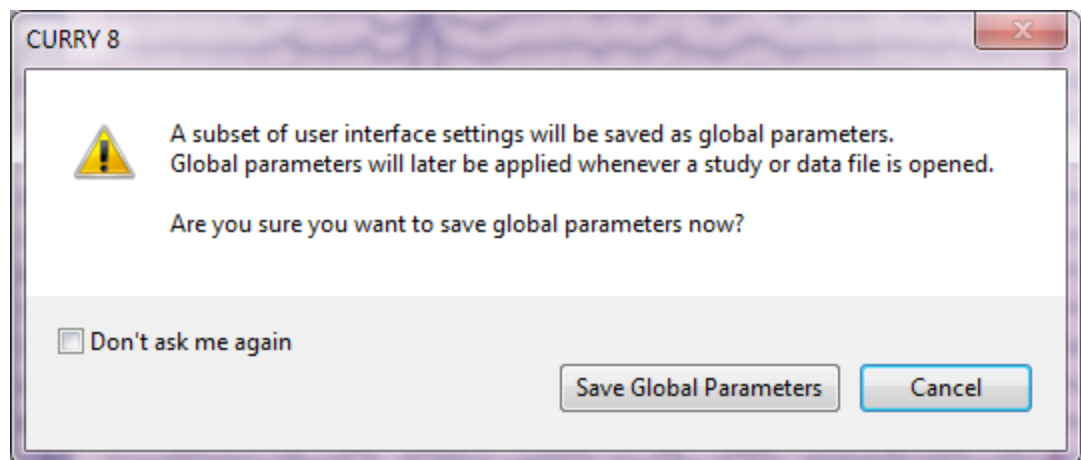 CURRY 8
A subset of user interface settings will be saved as global parameters.
Global parameters will later be applied whenever a study or data file is opened.
Are you sure you want to save global parameters now?
Don't ask me again
Save Global Parameters
Cancel